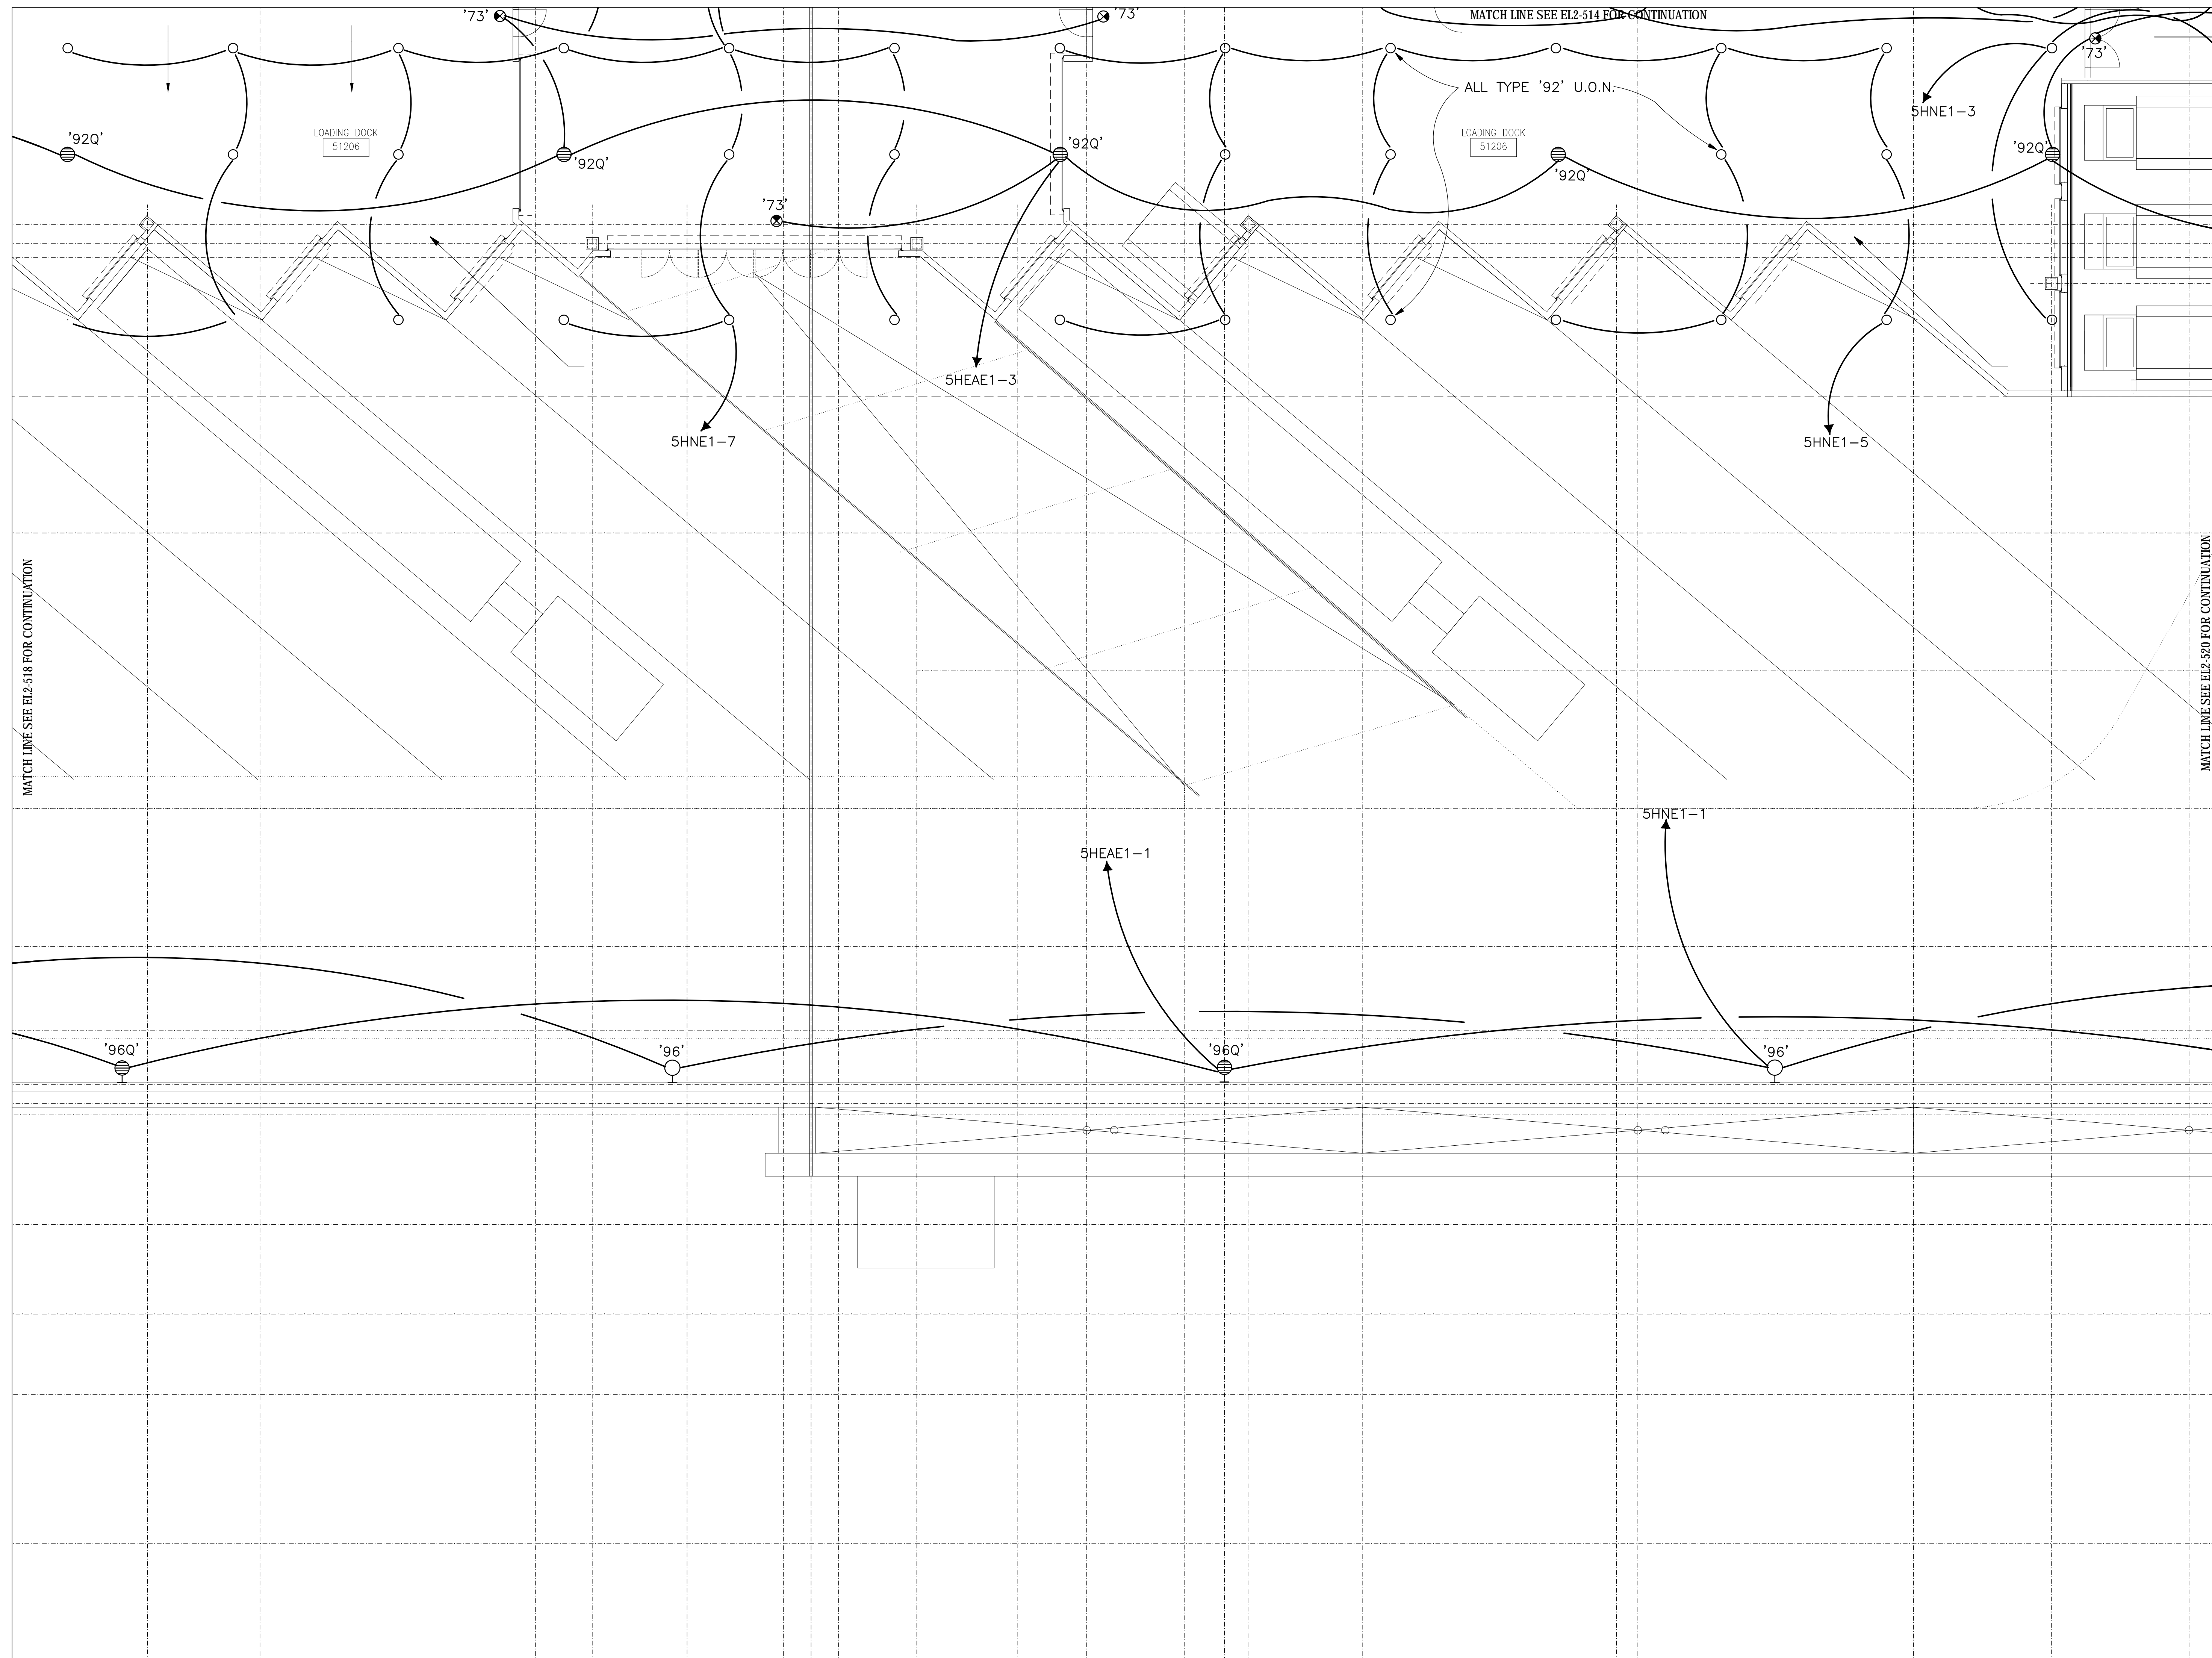 '73'
'73'
MATCH LINE SEE EL2-514 FOR CONTINUATION
'73'
ALL TYPE '92' U.O.N.
5HNE1-3
'92Q'
LOADING DOCK
51206
'92Q'
'92Q'
LOADING DOCK
51206
'92Q'
'92Q'
'73'
5HEAE1-3
5HNE1-7
5HNE1-5
MATCH LINE SEE EL2-518 FOR CONTINUATION
MATCH LINE SEE EL2-520 FOR CONTINUATION
5HNE1-1
5HEAE1-1
'96Q'
'96'
'96Q'
'96'